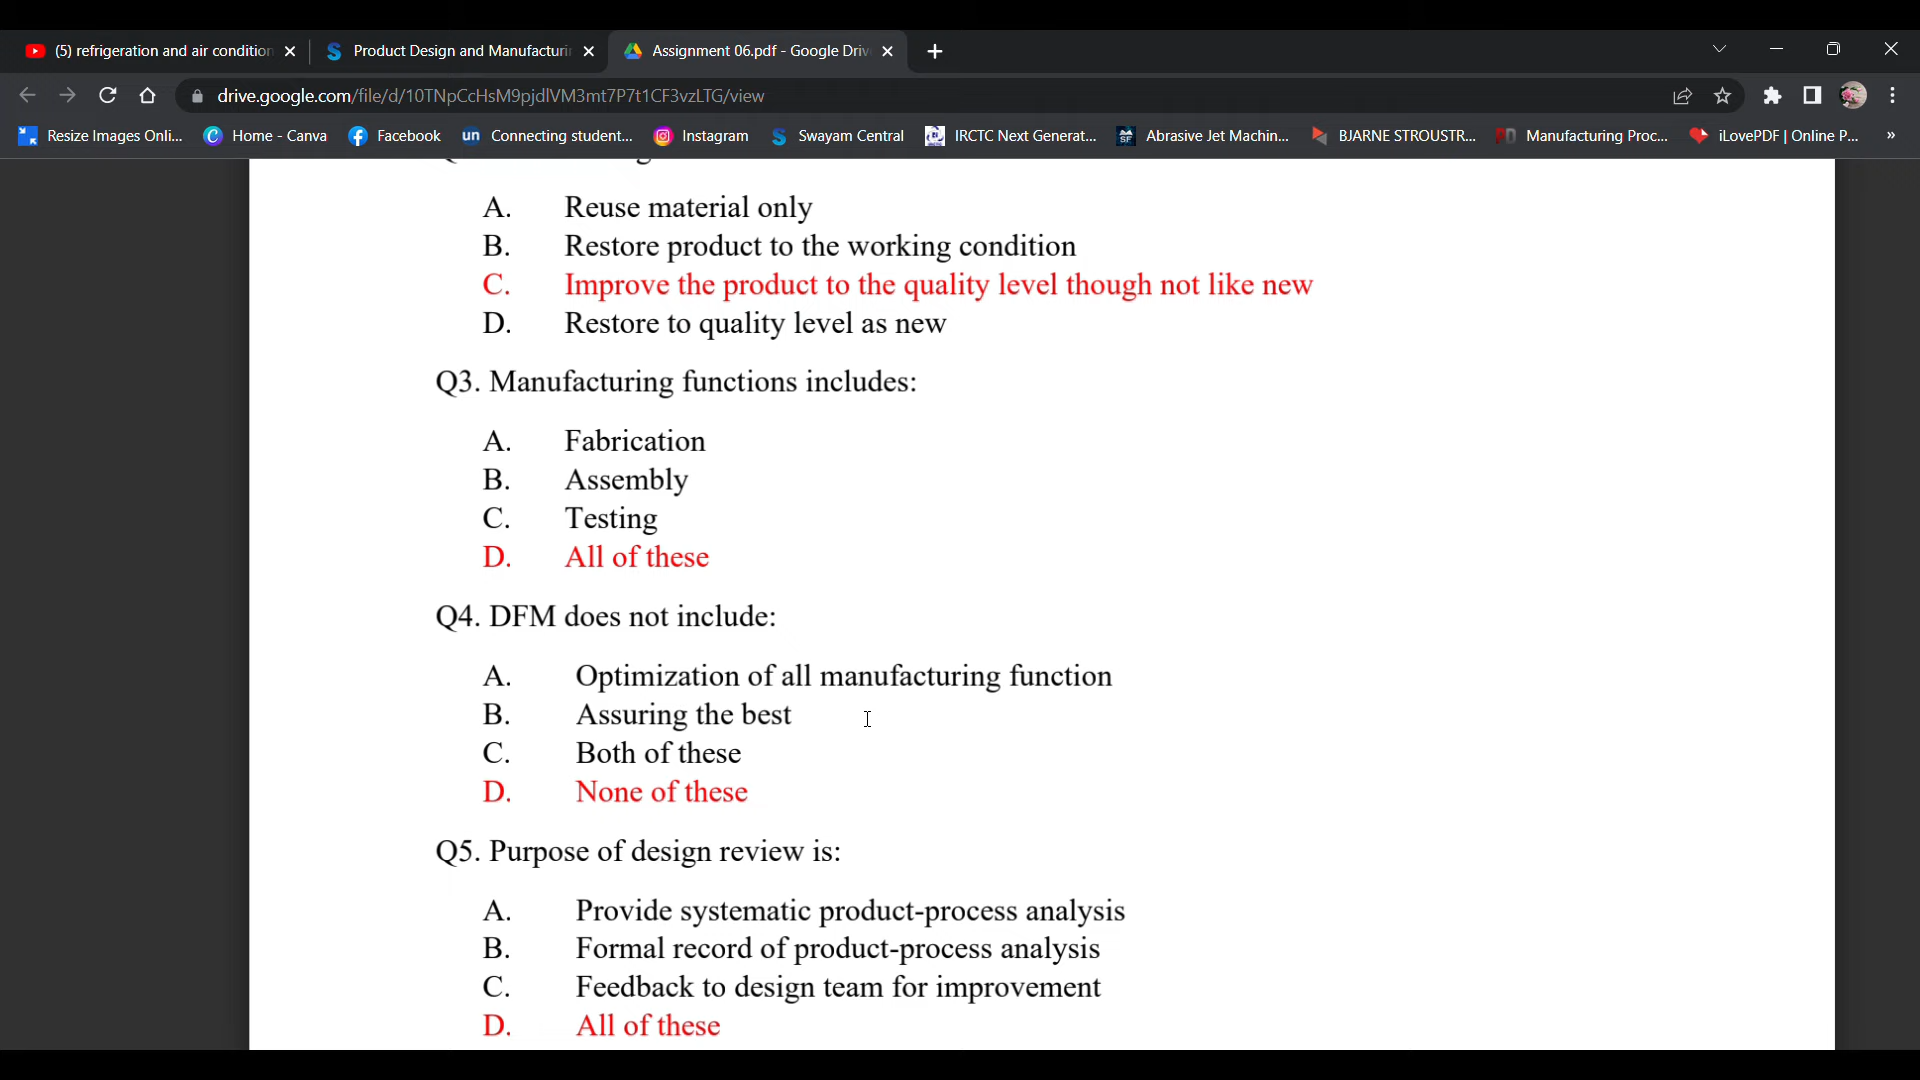 (5) refrigeration and air condition
Product Design and Manufacturi
Assignment 06.pdf - Google Driv
drive.google.com/file/d/10TNpCcHsM9pjdlVM3mt7P7t1CF3vzLTG/view
Resize Images Onli...
Home - Canva
Facebook
un
Connecting student...
Instagram
Swayam Central
IRCTC Next Generat...
Abrasive Jet Machin...
BJARNE STROUSTR...
Manufacturing Proc...
iLovePDF | Online P...
»
A. Reuse material only
B. Restore product to the working condition
C. Improve the product to the quality level though not like new
D. Restore to quality level as new
Q3. Manufacturing functions includes:
A. Fabrication
B. Assembly
C. Testing
D. All of these
Q4. DFM does not include:
A. Optimization of all manufacturing function
B. Assuring the best
C. Both of these
D. None of these
Q5. Purpose of design review is:
A. Provide systematic product-process analysis
B. Formal record of product-process analysis
C. Feedback to design team for improvement
D. All of these